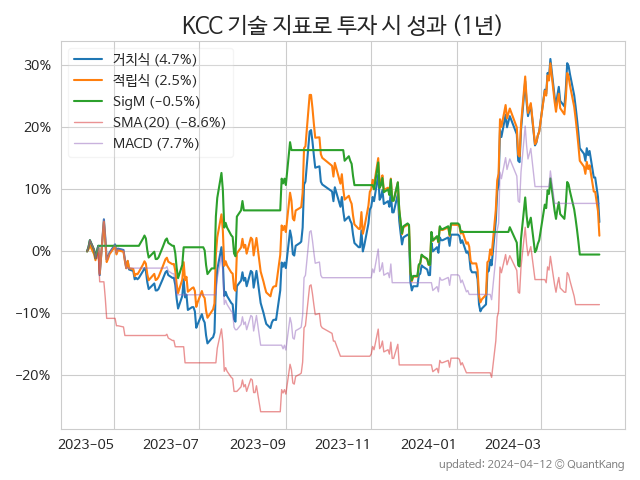 KCC 기술 지표로 투자 시 성과 (1년)
거치식 (4.7%)
적립식 (2.5%)
SigM (−0.5%)
SMA(20) (−8.6%)
MACD (7.7%)
30%
20%
10%
0%
−10%
−20%
2023-05 2023-07 2023-09 2023-11 2024-01 2024-03
updated: 2024-04-12 © QuantKang